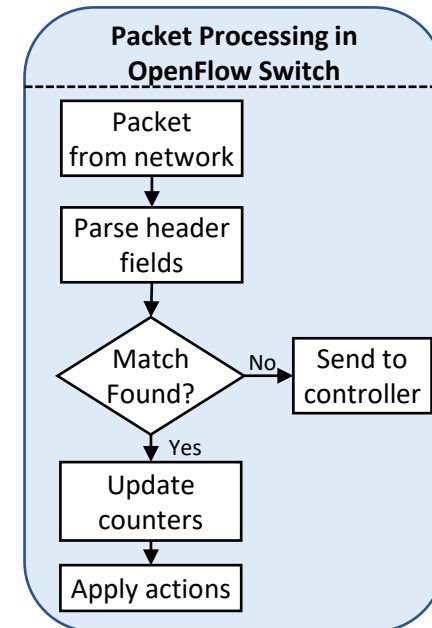 Packet Processing in
OpenFlow Switch
Packet
from network
Parse header
fields
Match
Found?
No
Send to
controller
Yes
Update
counters
Apply actions